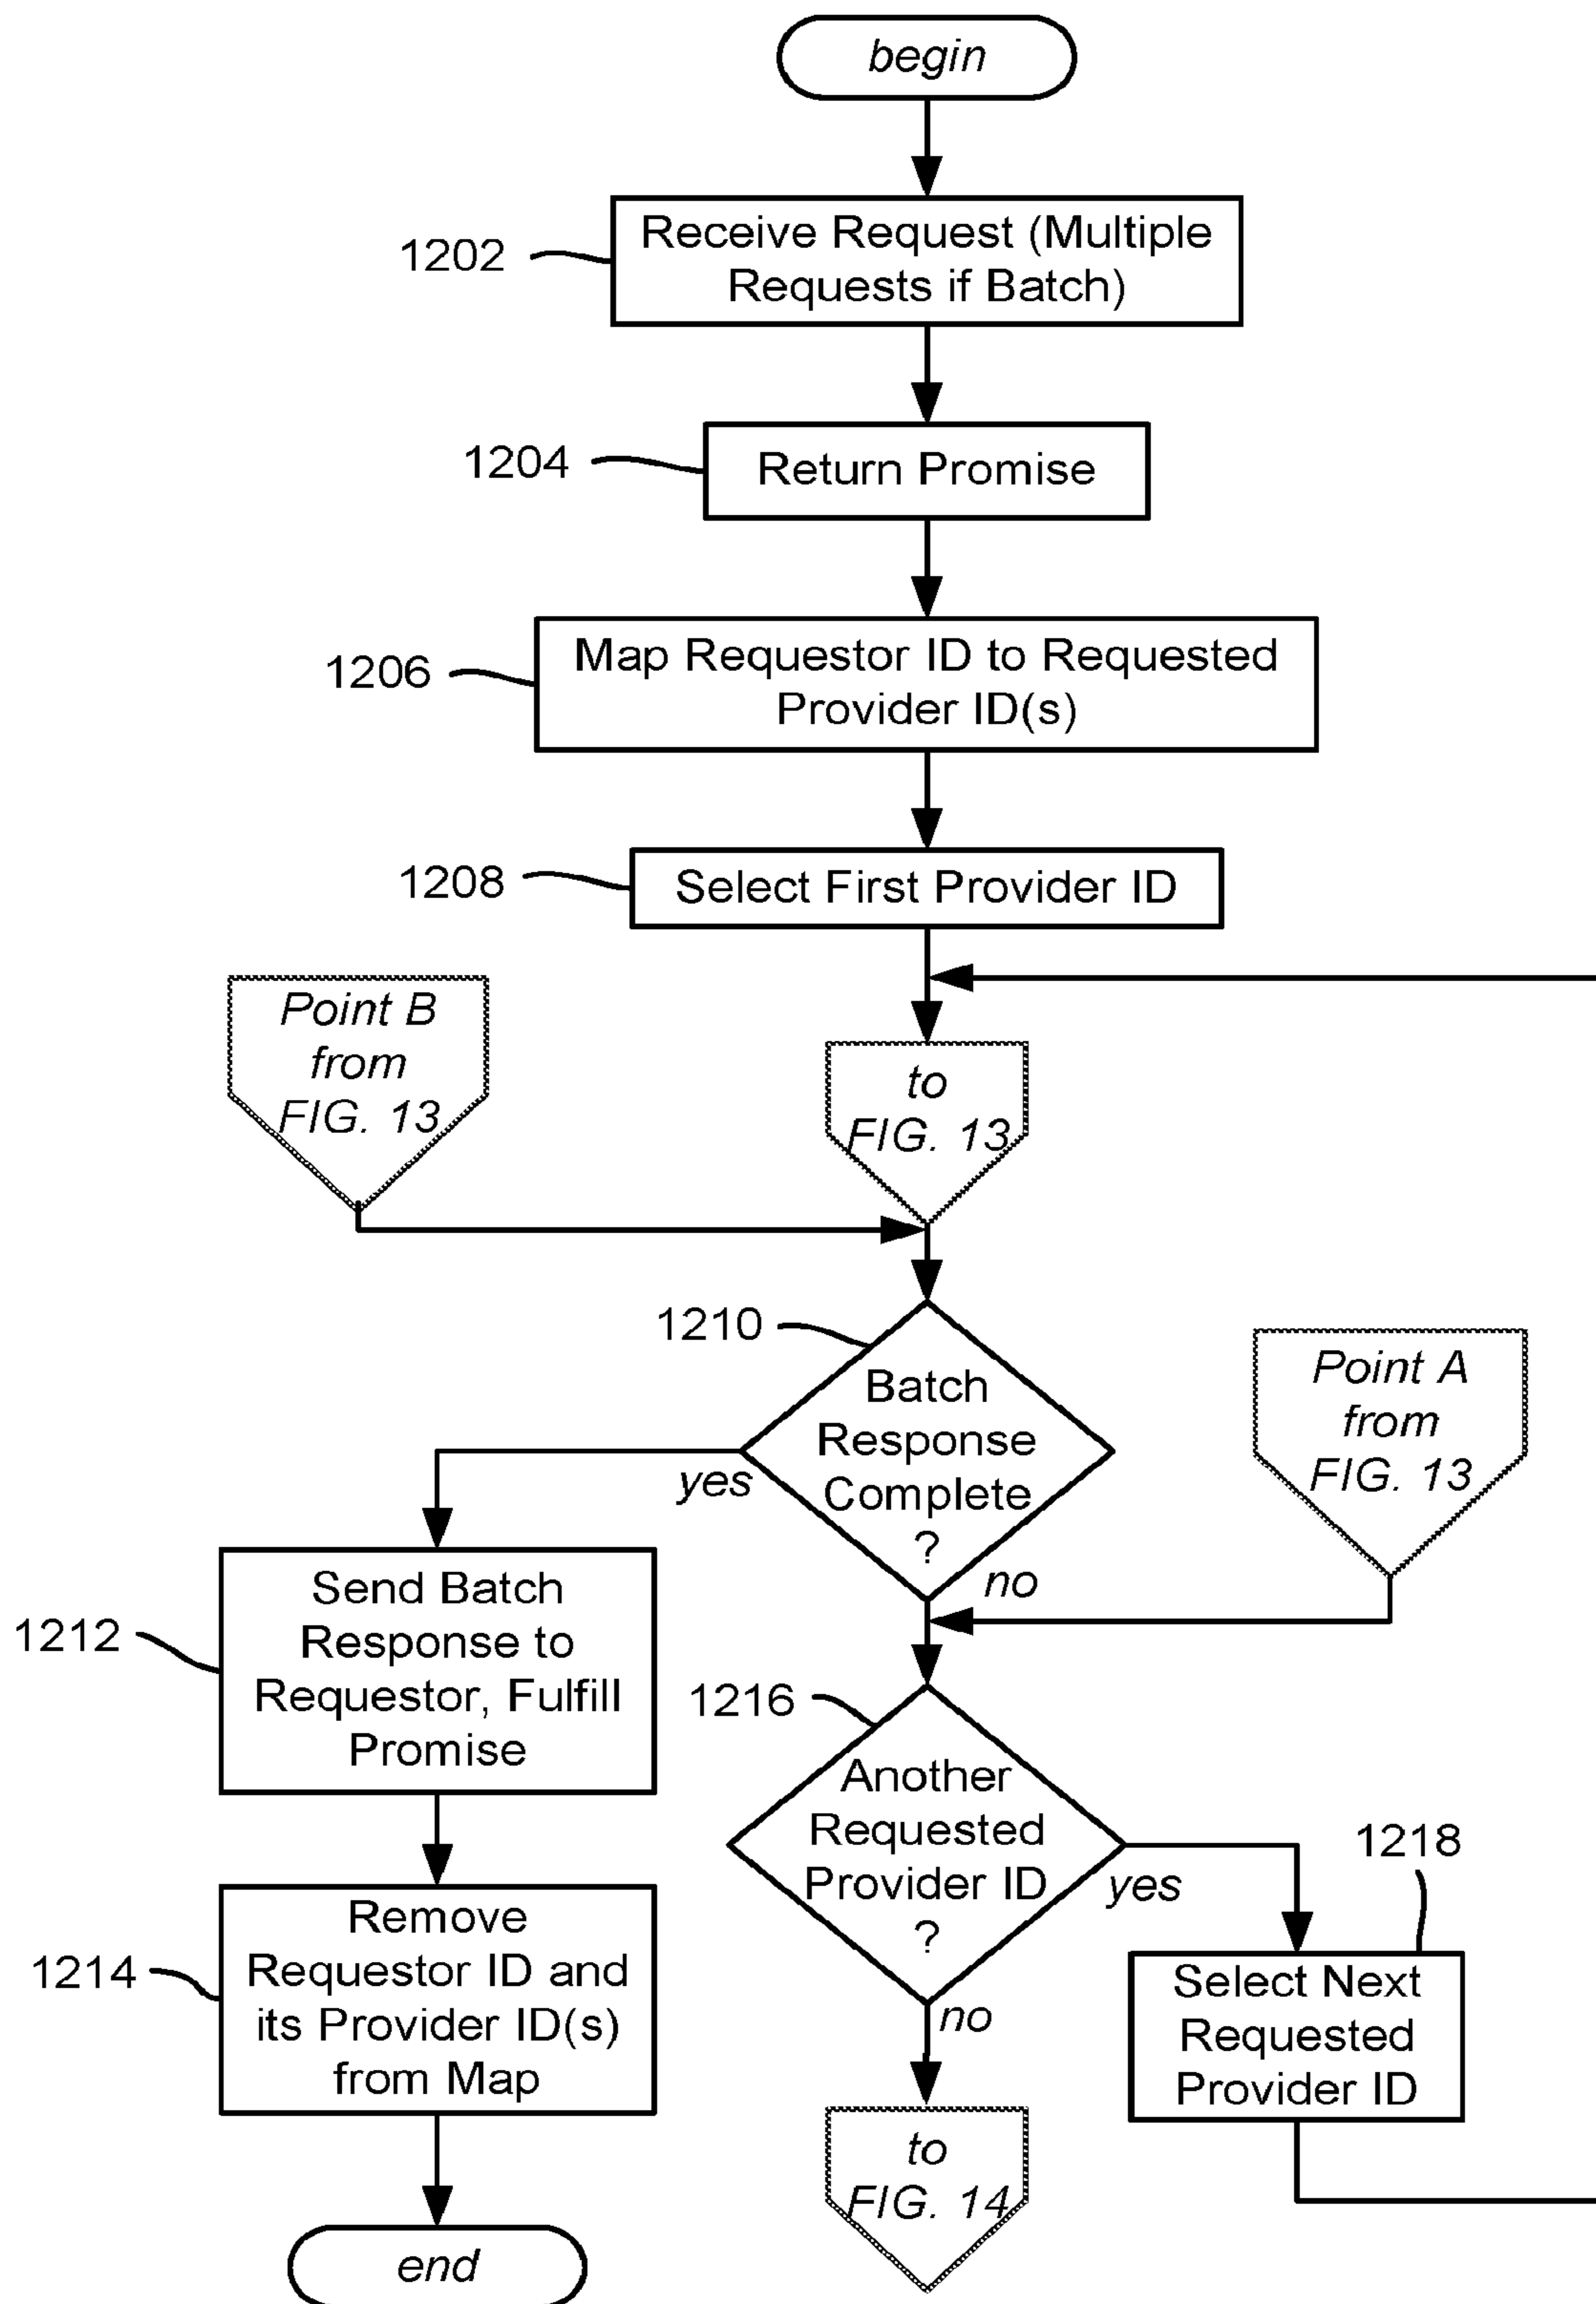 begin
1202
Receive Request (Multiple
Requests if Batch)
1204
Return Promise
1206
Map Requestor ID to Requested
Provider ID(s)
1208
Select First Provider ID
Point B
from
FIG. 13
to
FIG. 13
1210
Batch
Response
Complete
?
yes
no
Point A
from
FIG. 13
1212
Send Batch
Response to
Requestor, Fulfill
Promise
1216
Another
Requested
Provider ID
?
yes
no
1218
Select Next
Requested
Provider ID
1214
Remove
Requestor ID and
its Provider ID(s)
from Map
to
FIG. 14
end